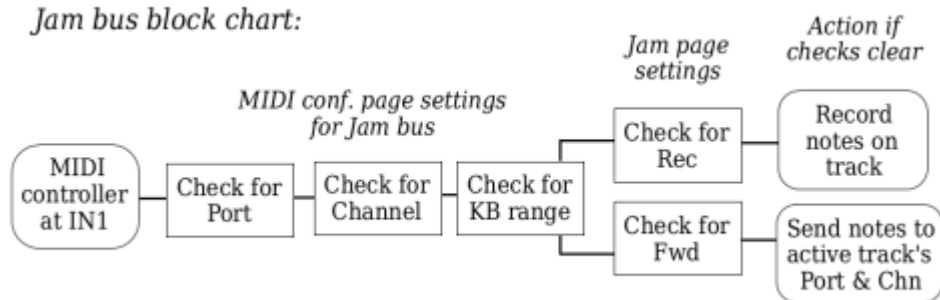 Jam bus block chart:
Action if
checks clear
Jam page
settings
MIDI conf. page settings
for Jam bus
MIDI
controller
at IN1
Check for
Port
Check for
Channel
Check for
KB range
Check for
Rec
Record
notes on
track
Check for
Fwd
Send notes to
active track's
Port & Chn